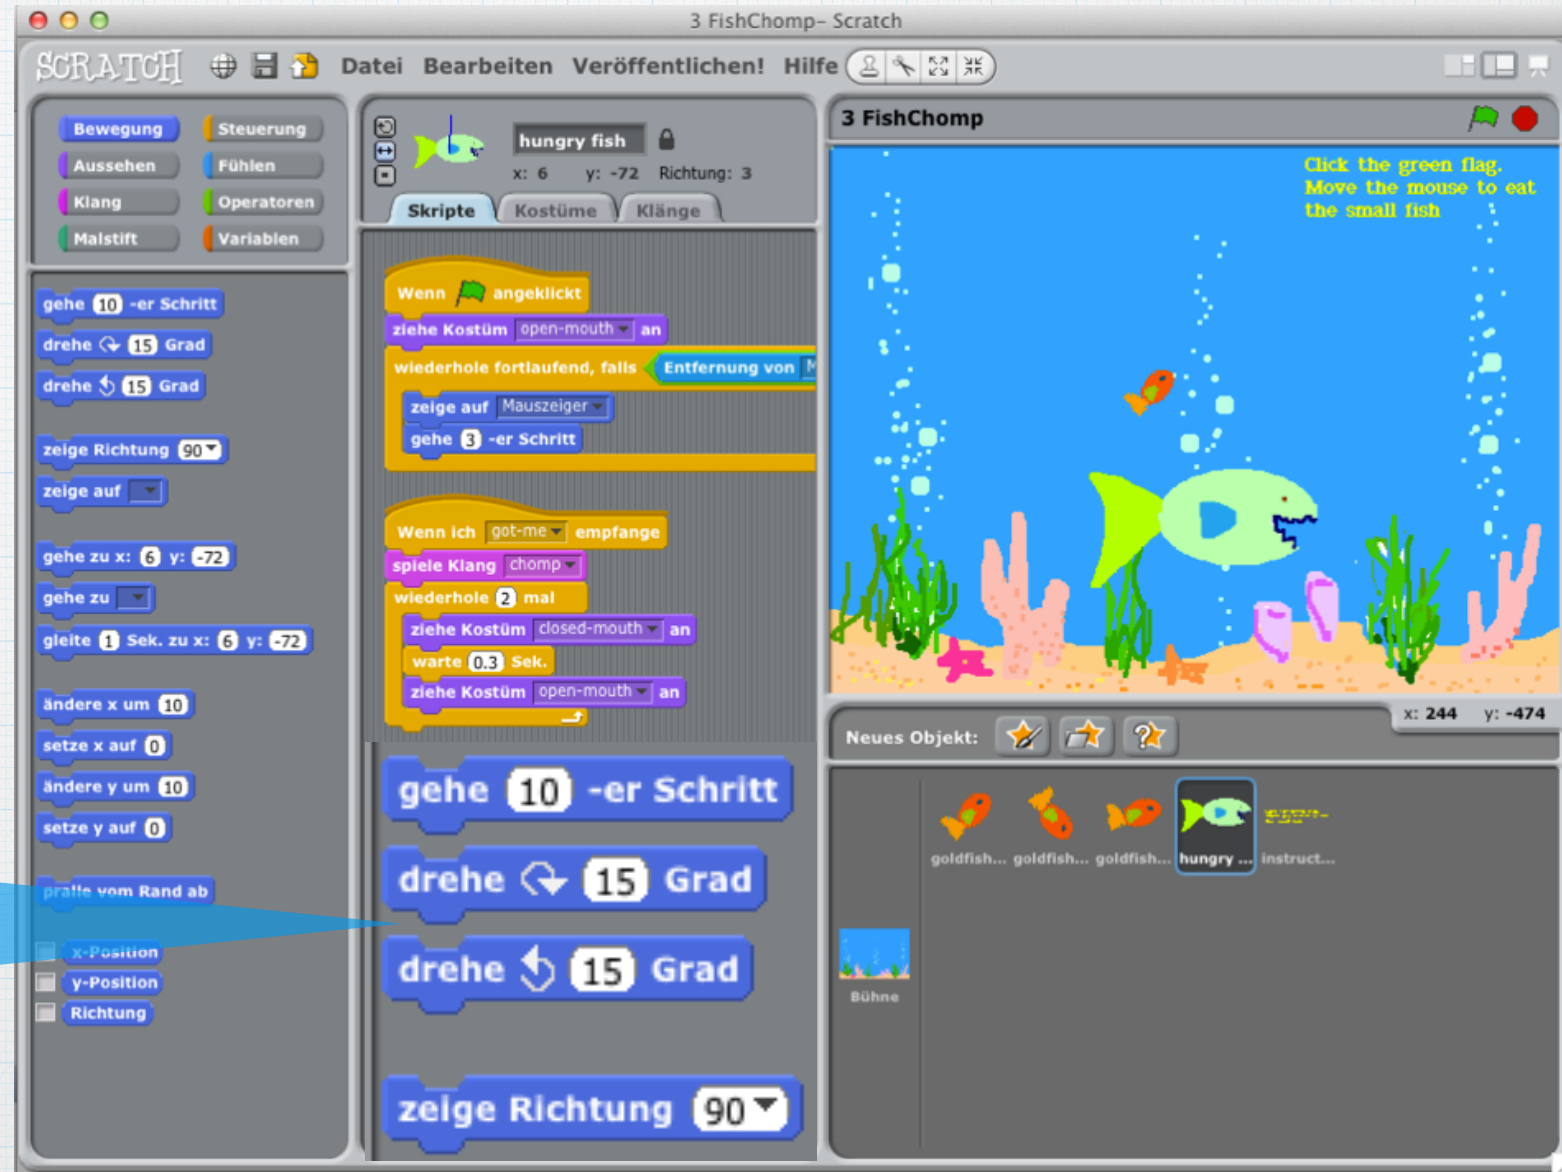 3 FishChomp– Scratch
SCRATCH
Datei Bearbeiten Veröffentlichen! Hilfe
Bewegung Steuerung
Aussehen Fühlen
Klang Operatoren
Malstift Variablen
gehe 10 -er Schritt
drehe 15 Grad
drehe 15 Grad
zeige Richtung 90
zeige auf
gehe zu x: 6 y: -72
gehe zu
gleite 1 Sek. zu x: 6 y: -72
ändere x um 10
setze x auf 0
ändere y um 10
setze y auf 0
pralle vom Rand ab
x-Position
y-Position
Richtung
hungry fish
x: 6 y: -72 Richtung: 3
Skripte Kostüme Klänge
Wenn angeklickt
ziehe Kostüm open-mouth an
wiederhole fortlaufend, falls Entfernung von M
zeige auf Mauszeiger
gehe 3 -er Schritt
Wenn ich got-me empfange
spiele Klang chomp
wiederhole 2 mal
ziehe Kostüm closed-mouth an
warte 0.3 Sek.
ziehe Kostüm open-mouth an
gehe 10 -er Schritt
drehe 15 Grad
drehe 15 Grad
zeige Richtung 90
3 FishChomp
Click the green flag.
Move the mouse to eat
the small fish
x: 244 y: -474
Neues Objekt:
goldfish... goldfish... goldfish... hungry ... instruct...
Bühne